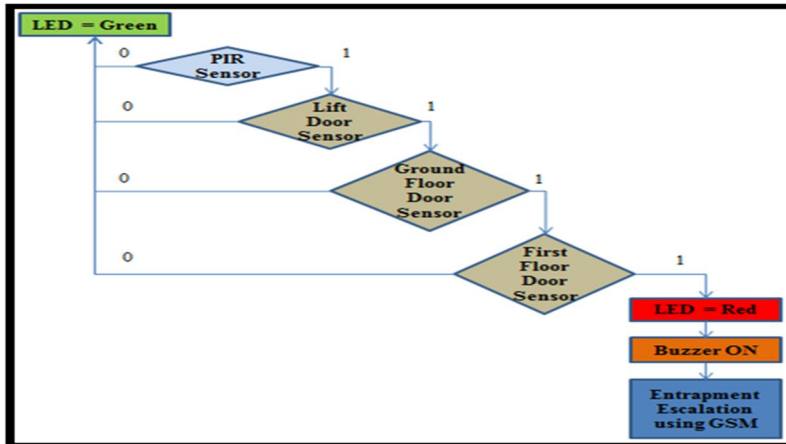 LED = Green
0
PIR
Sensor
1
0
Lift
Door
Sensor
1
0
Ground
Floor
Door
Sensor
1
0
First
Floor
Door
Sensor
1
LED = Red
Buzzer ON
Entrapment
Escalation
using GSM